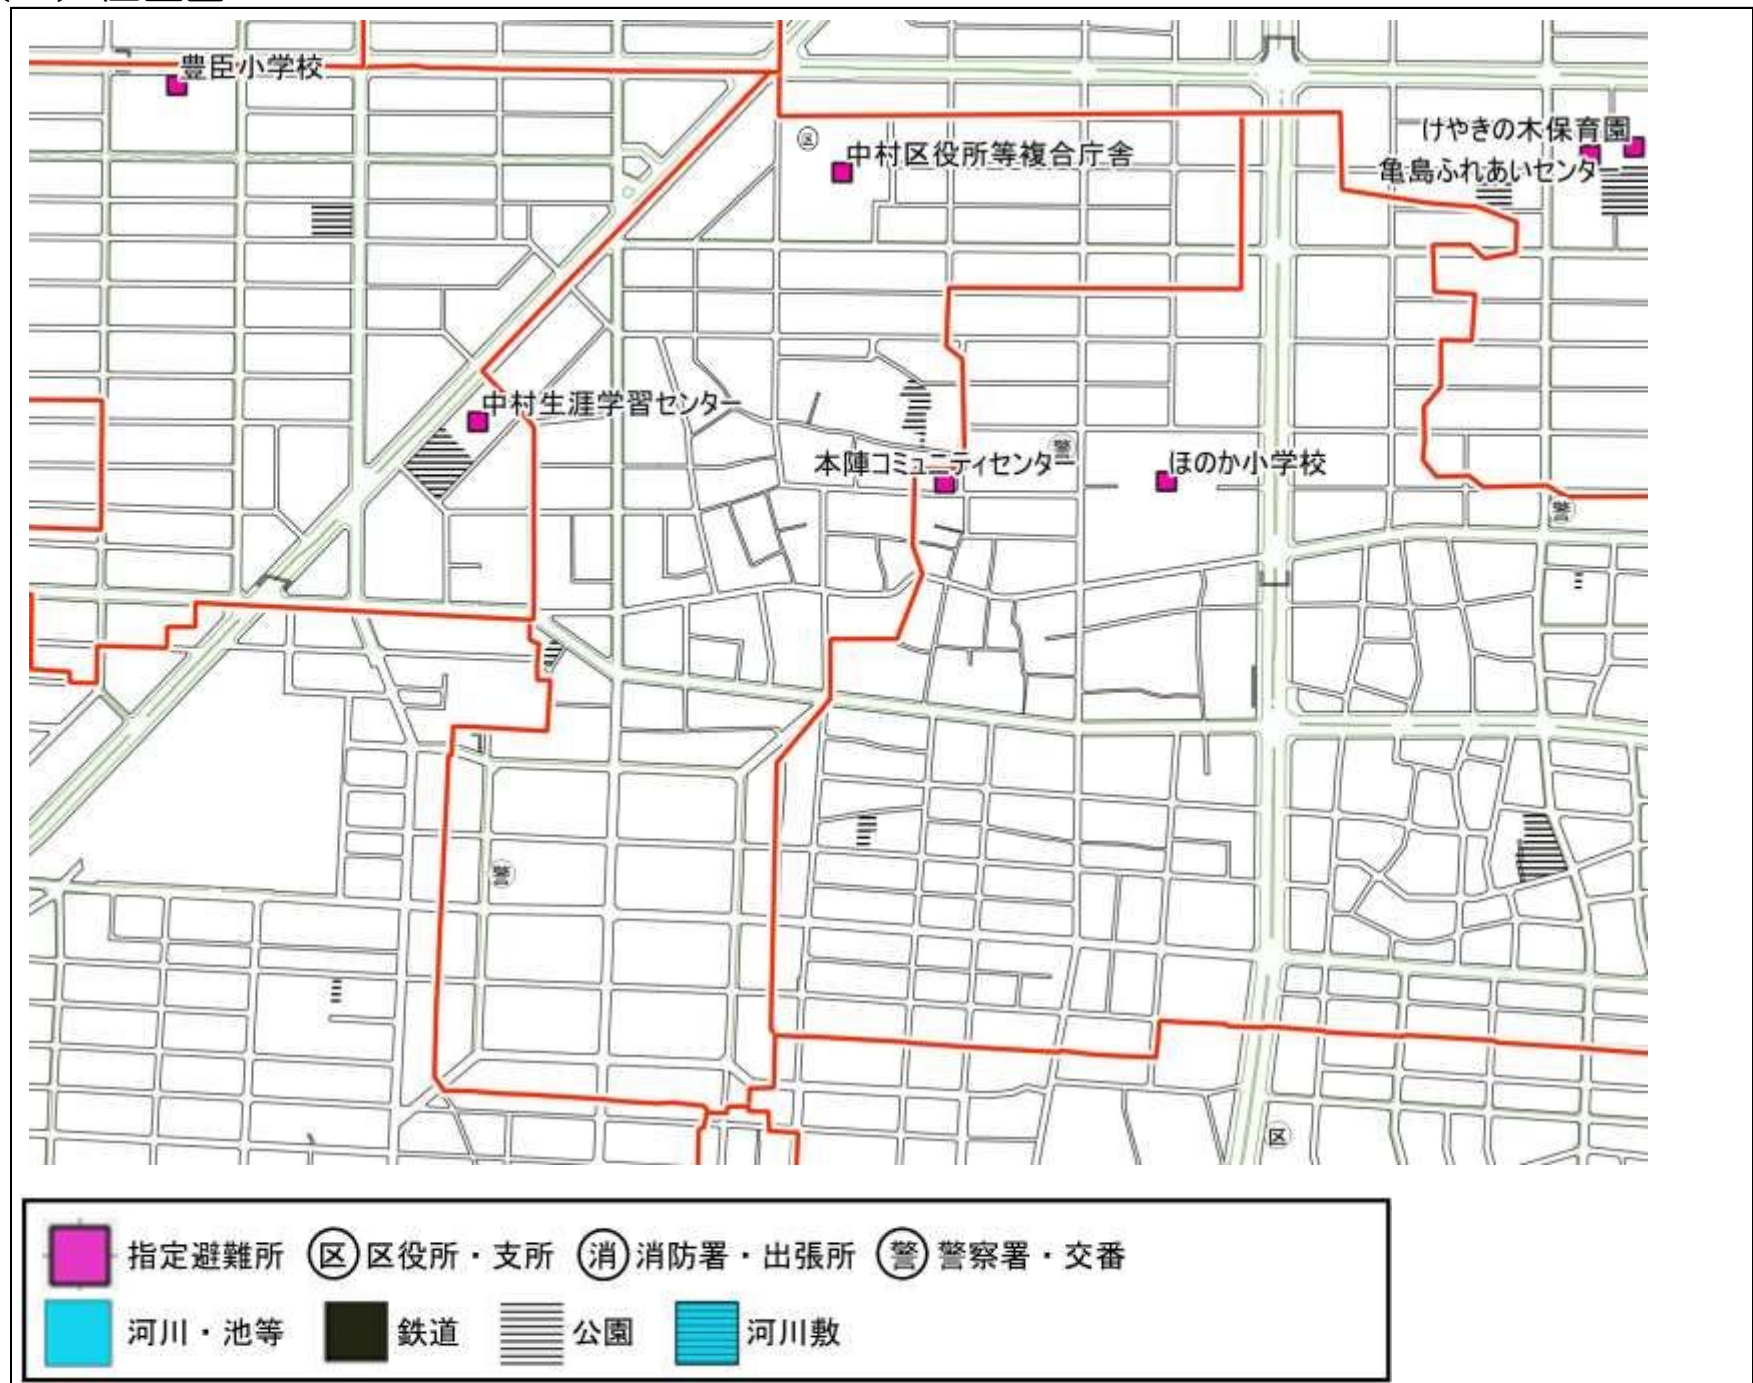 豊臣小学校
けやきの木保育園
区
中村区役所等複合庁舎
亀島ふれあいセンター
中村生涯学習センター
警
本陣コミュニティセンター
ほのか小学校
警
警
区
指定避難所 区 区役所・支所 消 消防署・出張所 警 警察署・交番
河川・池等 鉄道 公園 河川敷